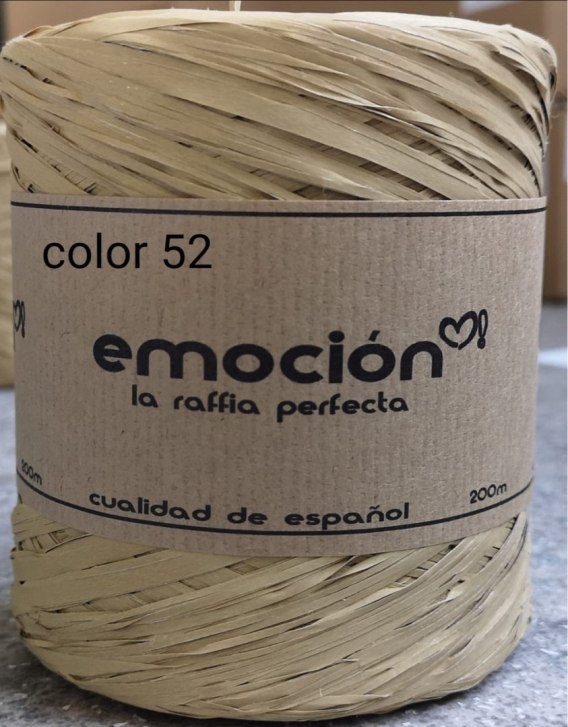 color 52
emoción
la raffia perfecta
200m
cualidad de español
200m